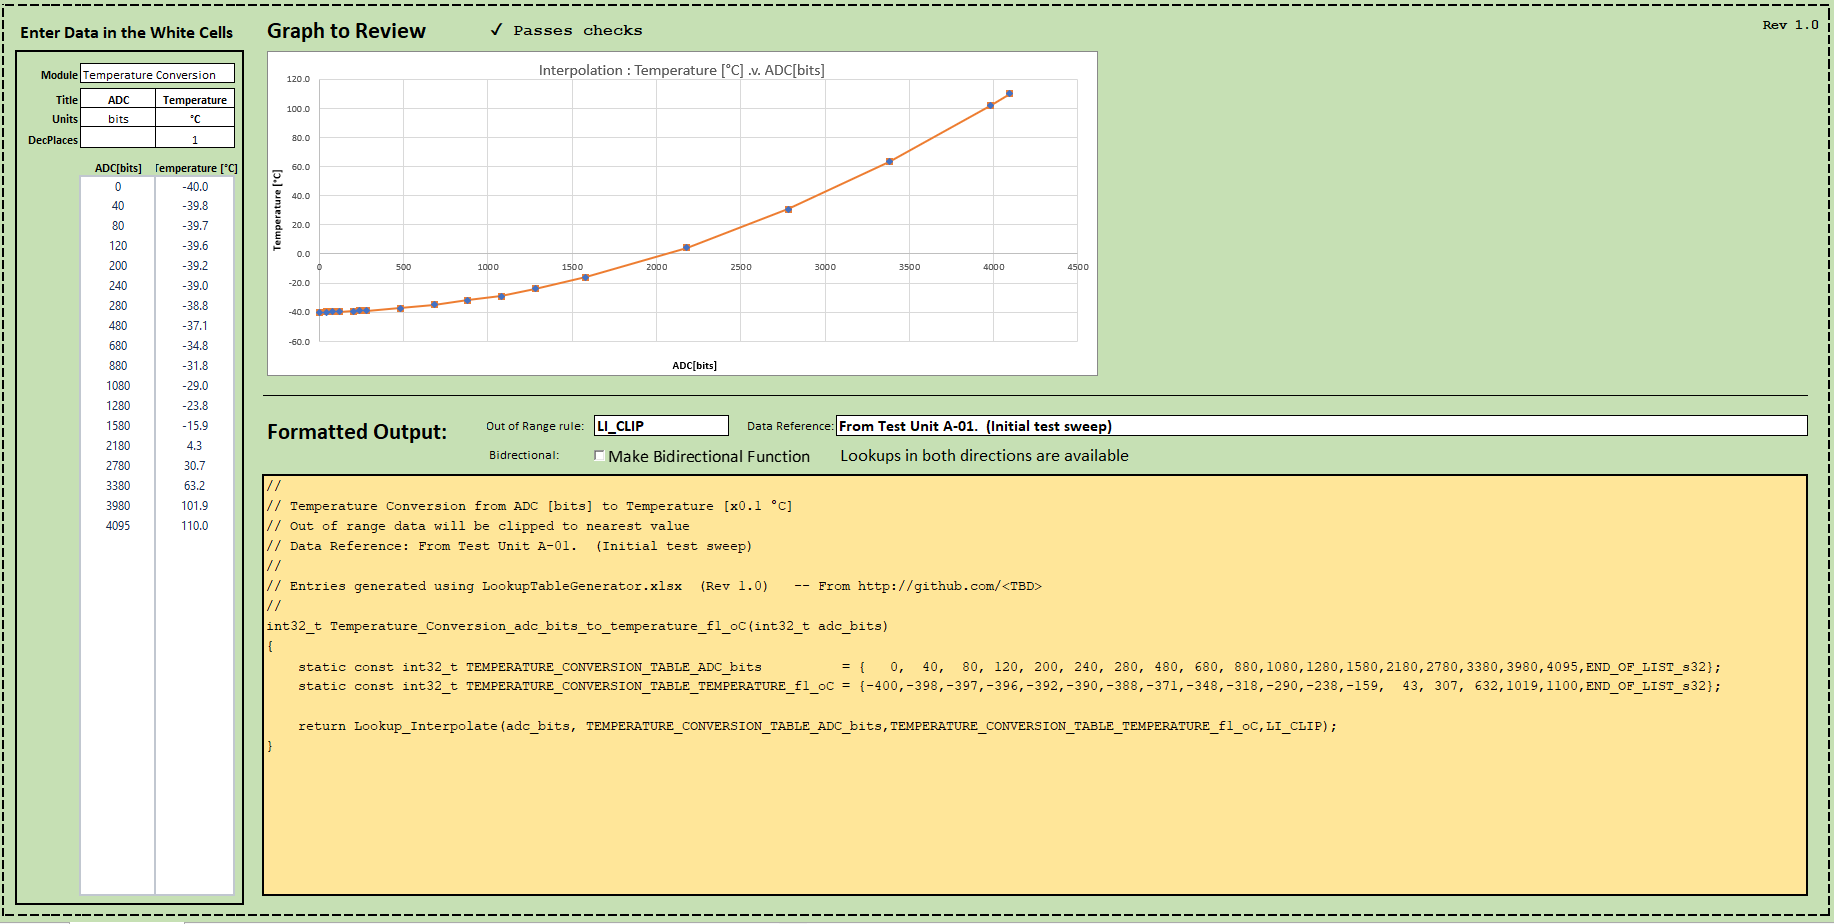 Enter Data in the White Cells
Graph to Review
✓ Passes checks
Rev 1.0
Module Temperature Conversion
Title ADC Temperature
Units bits °C
DecPlaces 1
ADC[bits] Temperature [°C]
0 -40.0
40 -39.8
80 -39.7
120 -39.6
200 -39.2
240 -39.0
280 -38.8
480 -37.1
680 -34.8
880 -31.8
1080 -29.0
1280 -23.8
1580 -15.9
2180 4.3
2780 30.7
3380 63.2
3980 101.9
4095 110.0
Interpolation : Temperature [°C] .v. ADC[bits]
Temperature [°C]
120.0
100.0
80.0
60.0
40.0
20.0
0.0
-20.0
-40.0
-60.0
0 500 1000 1500 2000 2500 3000 3500 4000 4500
ADC[bits]
Formatted Output:
Out of Range rule: LI_CLIP Data Reference: From Test Unit A-01. (Initial test sweep)
Bidrectional: Make Bidirectional Function Lookups in both directions are available
//
// Temperature Conversion from ADC [bits] to Temperature [x0.1 °C]
// Out of range data will be clipped to nearest value
// Data Reference: From Test Unit A-01.  (Initial test sweep)
//
// Entries generated using LookupTableGenerator.xlsx  (Rev 1.0)   -- From http://github.com/<TBD>
//
int32_t Temperature_Conversion_adc_bits_to_temperature_f1_oC(int32_t adc_bits)
{
    static const int32_t TEMPERATURE_CONVERSION_TABLE_ADC_bits          = {   0,  40,  80, 120, 200, 240, 280, 480, 680, 880,1080,1280,1580,2180,2780,3380,3980,4095,END_OF_LIST_s32};
    static const int32_t TEMPERATURE_CONVERSION_TABLE_TEMPERATURE_f1_oC = {-400,-398,-397,-396,-392,-390,-388,-371,-348,-318,-290,-238,-159,  43, 307, 632,1019,1100,END_OF_LIST_s32};
    return Lookup_Interpolate(adc_bits, TEMPERATURE_CONVERSION_TABLE_ADC_bits,TEMPERATURE_CONVERSION_TABLE_TEMPERATURE_f1_oC,LI_CLIP);
}